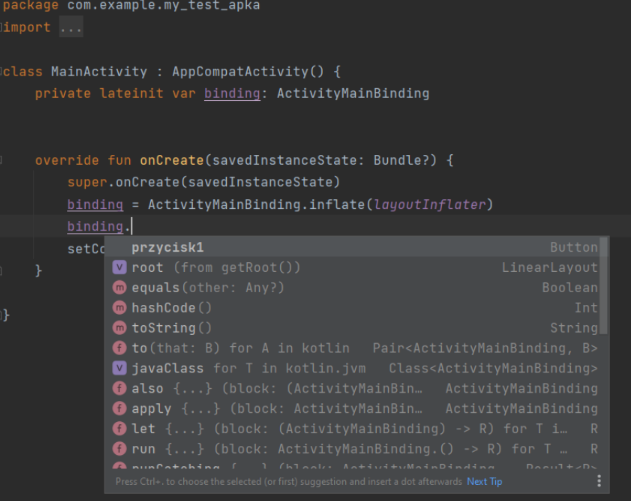 package com.example.my_test_apka
import ...
class MainActivity : AppCompatActivity() {
private lateinit var binding: ActivityMainBinding
override fun onCreate(savedInstanceState: Bundle?) {
super.onCreate(savedInstanceState)
binding = ActivityMainBinding.inflate(layoutInflater)
binding.
setCo
przycisk1 Button
v root (from getRoot()) LinearLayout
m equals(other: Any?) Boolean
m hashCode() Int
m toString() String
f to(that: B) for A in kotlin Pair<ActivityMainBinding, B>
v javaClass for T in kotlin.jvm Class<ActivityMainBinding>
f also {...} (block: (ActivityMainBin... ActivityMainBinding
f apply {...} (block: ActivityMainBin... ActivityMainBinding
f let {...} (block: (ActivityMainBinding) -> R) for T i... R
f run {...} (block: ActivityMainBinding.() -> R) for T ... R
f runCatching {...} (block: ActivityMainBinding... Result<R>
Press Ctrl+. to choose the selected (or first) suggestion and insert a dot afterwards Next Tip
}
}